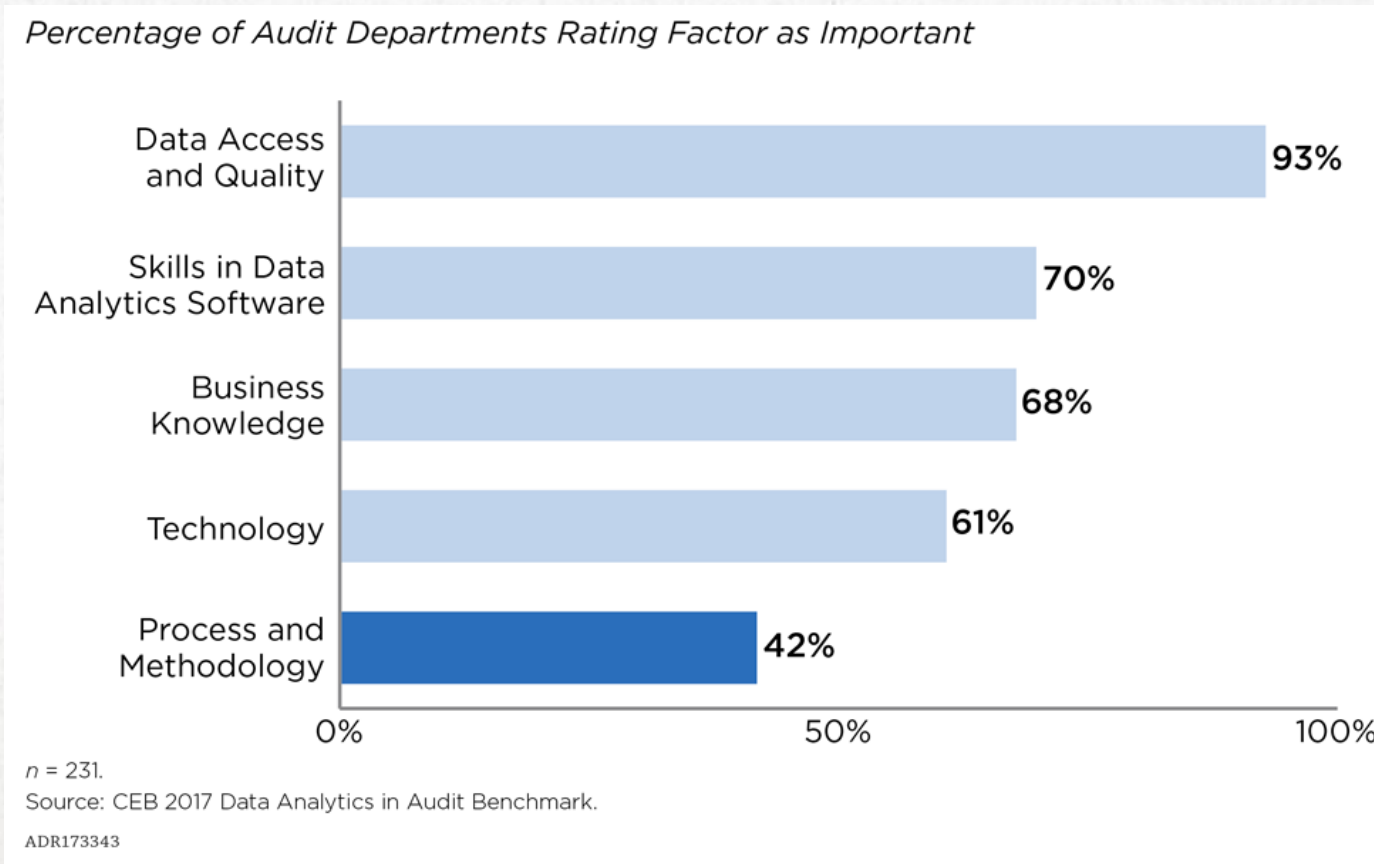 Percentage of Audit Departments Rating Factor as Important
Data Access
and Quality
93%
Skills in Data
Analytics Software
70%
Business
Knowledge
68%
Technology
61%
Process and
Methodology
42%
0%
50%
100%
n = 231.
Source: CEB 2017 Data Analytics in Audit Benchmark.
ADR173343